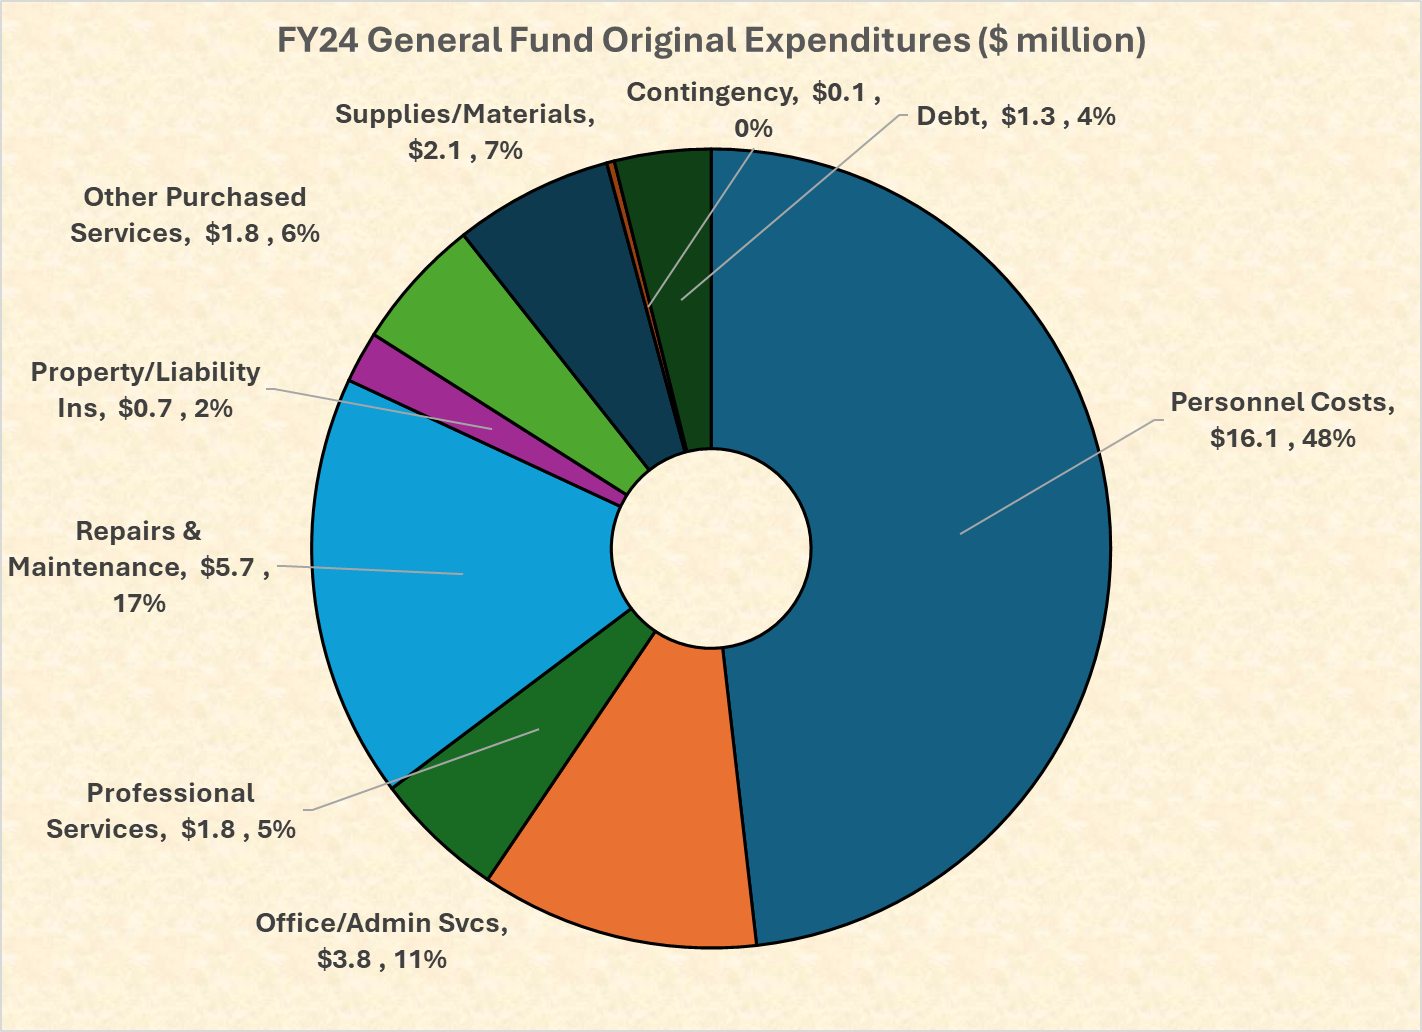 FY24 General Fund Original Expenditures ($ million)
Contingency,  $0.1 ,
0%
Debt,  $1.3 , 4%
Supplies/Materials,
$2.1 , 7%
Other Purchased
Services,  $1.8 , 6%
Property/Liability
Ins,  $0.7 , 2%
Personnel Costs,
$16.1 , 48%
Repairs &
Maintenance,  $5.7 ,
17%
Professional
Services,  $1.8 , 5%
Office/Admin Svcs,
$3.8 , 11%